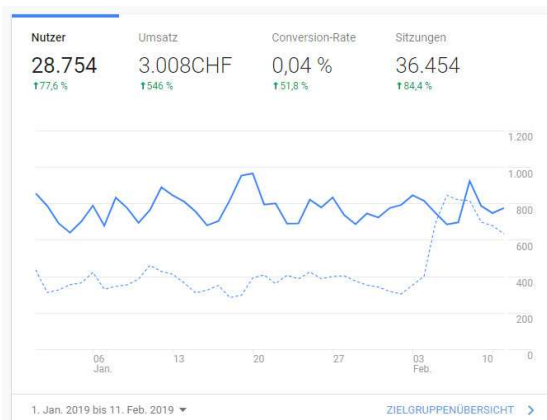 Nutzer Umsatz Conversion-Rate Sitzungen
28.754 3.008CHF 0,04 % 36.454
77,6 % 546 % 51,8 % 84,4 %
1.200
1.000
800
600
400
200
0
06 13 20 27 03 10
Jan. Feb.
1. Jan. 2019 bis 11. Feb. 2019 ZIELGRUPPENÜBERSICHT